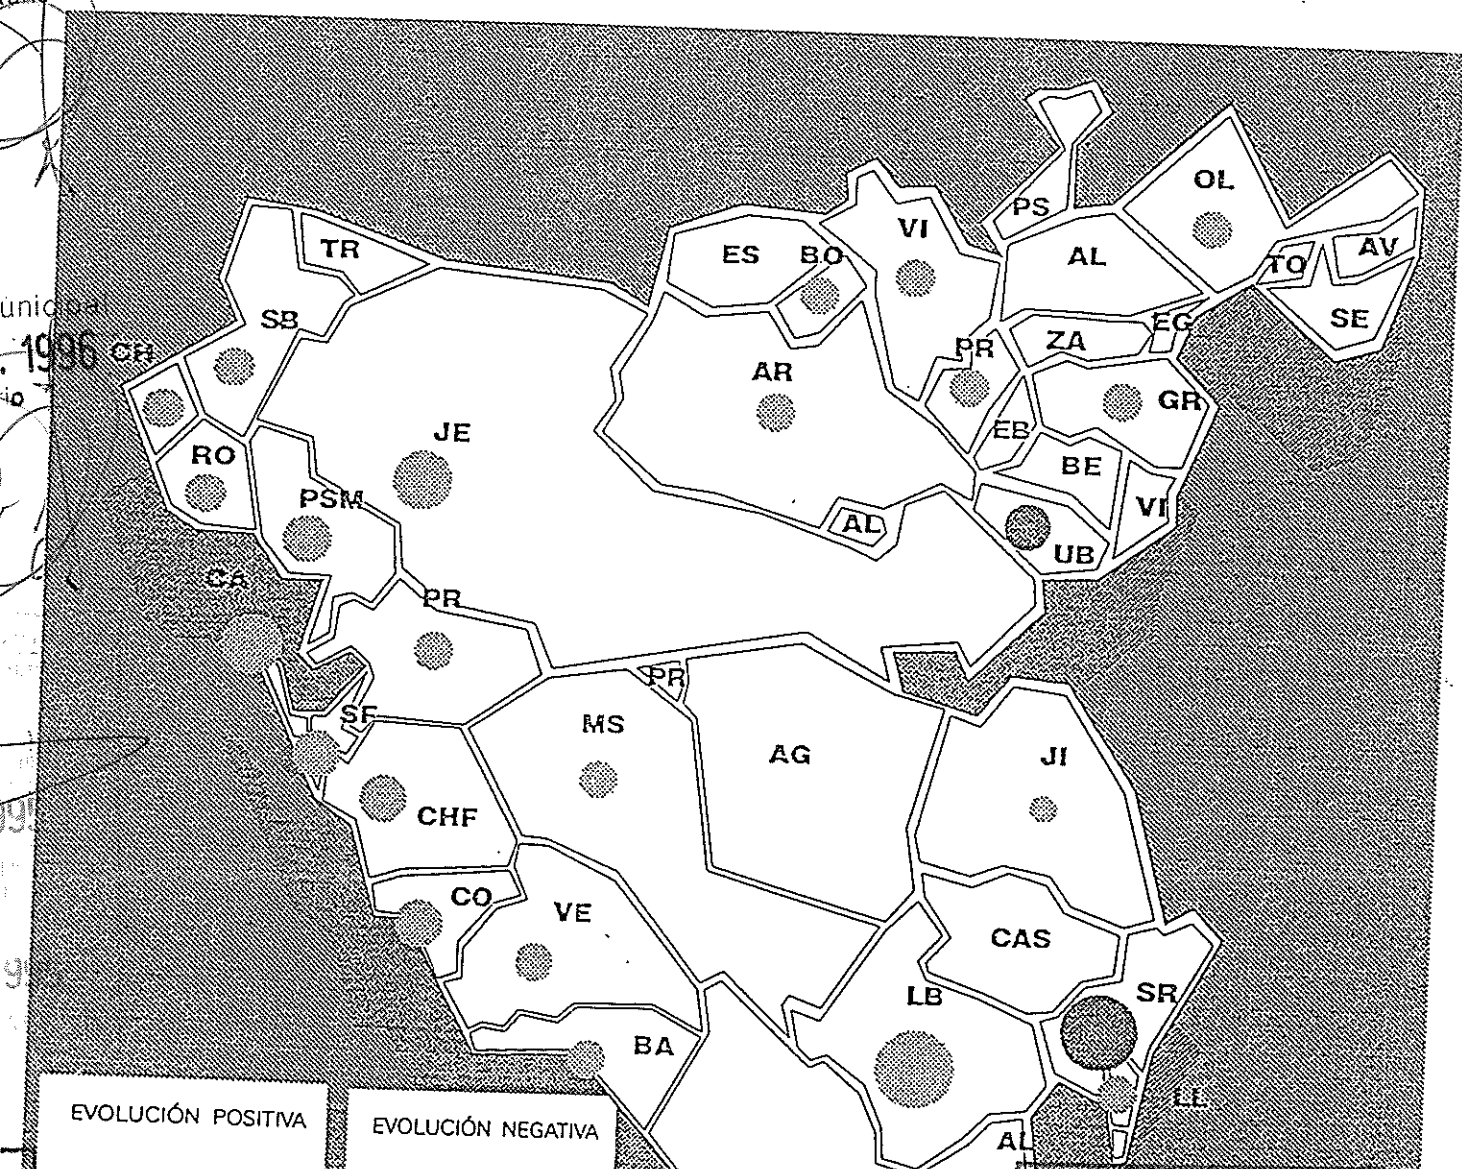 unicipal
1996
OL
PS
VI
TR
ES
BO
AL
TO
AV
SB
EG
SE
CH
ZA
PR
AR
GR
JE
EB
RO
BE
PSM
VI
AL
UB
CA
PR
PR
SF
MS
AG
JI
CHF
CO
VE
CAS
LB
SR
BA
LL
EVOLUCIÓN POSITIVA
EVOLUCIÓN NEGATIVA
AL